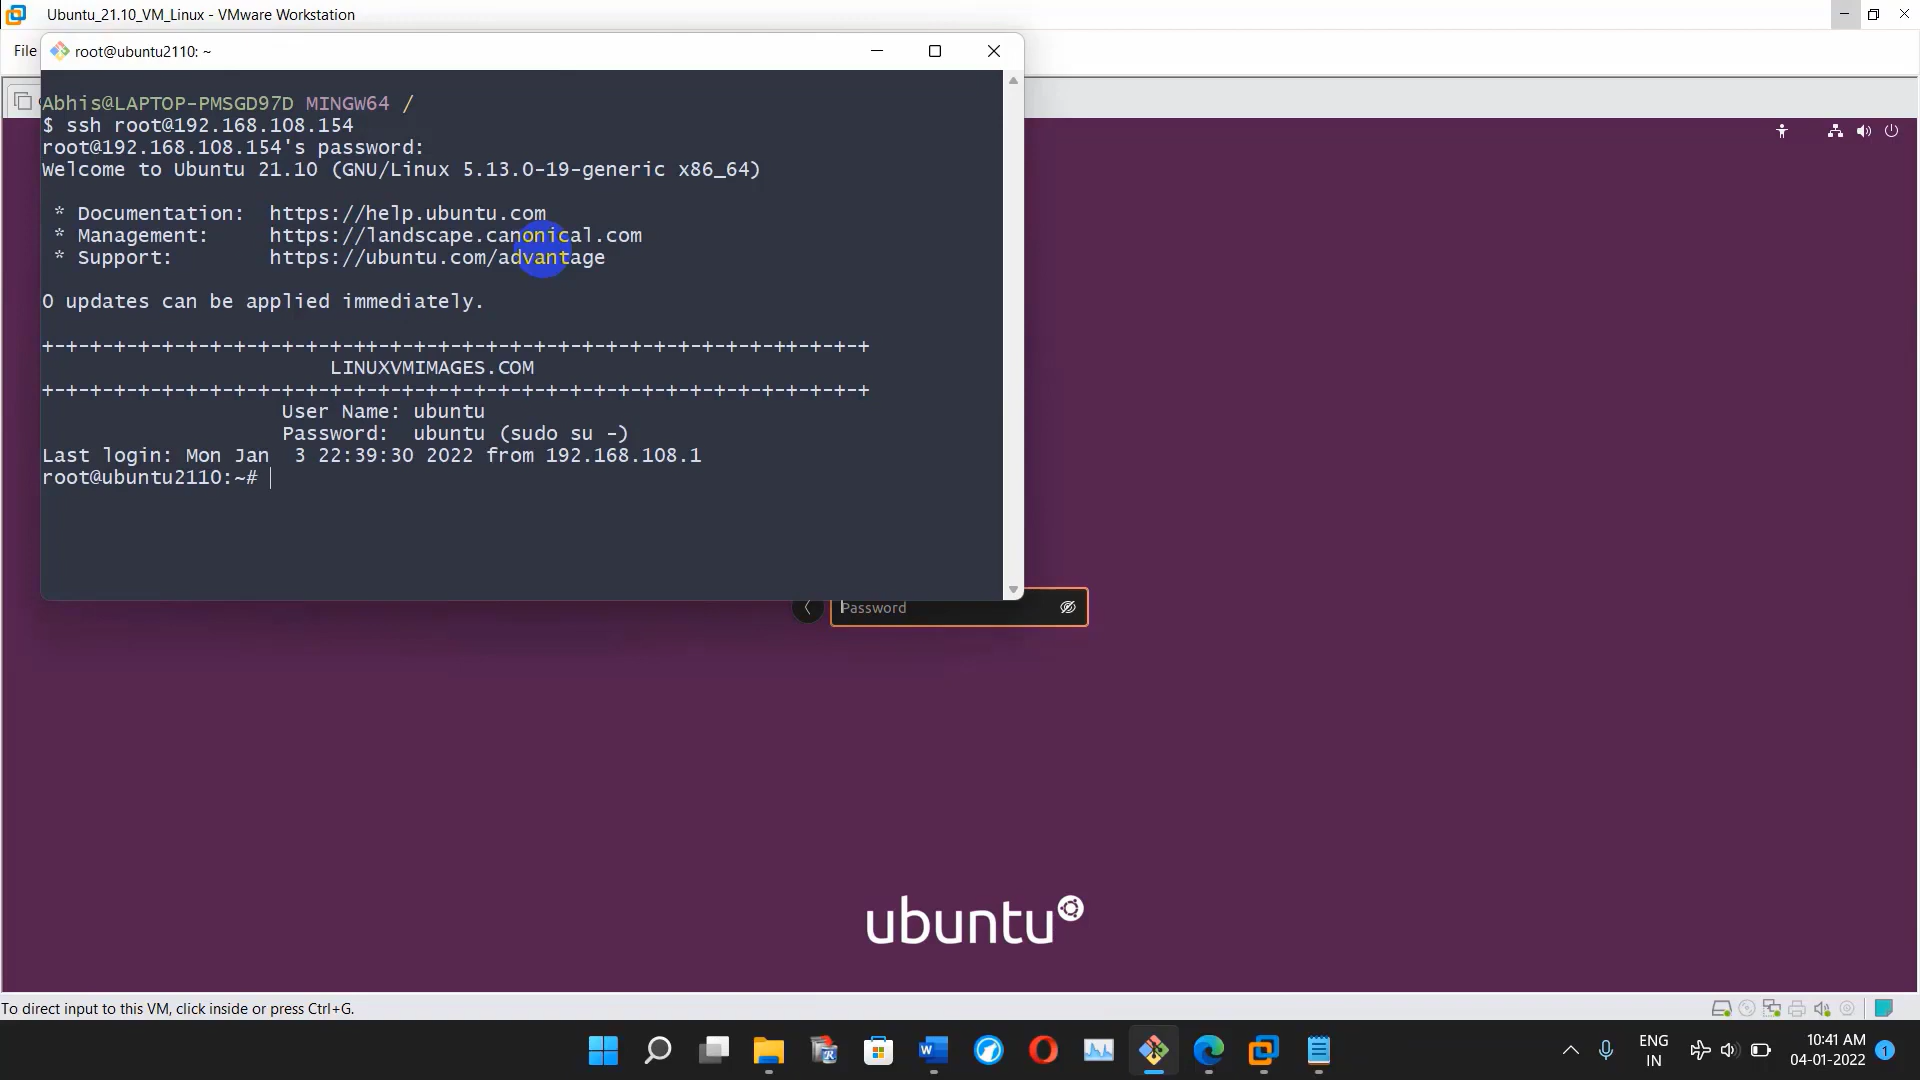 Ubuntu_21.10_VM_Linux - VMware Workstation
File
root@ubuntu2110: ~
Abhis@LAPTOP-PMSGD97D MINGW64 /
$ ssh root@192.168.108.154
root@192.168.108.154's password:
Welcome to Ubuntu 21.10 (GNU/Linux 5.13.0-19-generic x86_64)
* Documentation: https://help.ubuntu.com
* Management: https://landscape.canonical.com
* Support: https://ubuntu.com/advantage
0 updates can be applied immediately.
+-+-+-+-+-+-+-+-+-+-+-+-+-++-+-+-+-+-+-+-+-+-+-+-+-+-+-+-+-+-+-++-+-+
LINUXVMIMAGES.COM
+-+-+-+-+-+-+-+-+-+-+-+-+-++-+-+-+-+-+-+-+-+-+-+-+-+-+-+-+-+-+-++-+-+
User Name: ubuntu
Password: ubuntu (sudo su -)
Last login: Mon Jan  3 22:39:30 2022 from 192.168.108.1
root@ubuntu2110:~#
Password
ubuntu
To direct input to this VM, click inside or press Ctrl+G.
ENG
IN
10:41 AM
04-01-2022
1